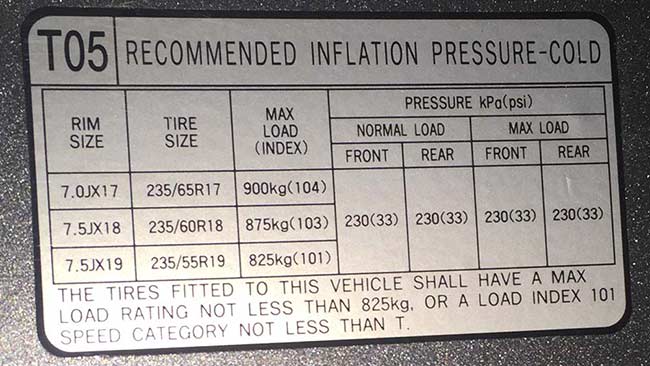 T05 RECOMMENDED INFLATION PRESSURE-COLD
RIM SIZE TIRE SIZE MAX LOAD (INDEX) PRESSURE kPa(psi)
NORMAL LOAD MAX LOAD
FRONT REAR FRONT REAR
7.0JX17 235/65R17 900kg(104)
7.5JX18 235/60R18 875kg(103) 230(33) 230(33) 230(33) 230(33)
7.5JX19 235/55R19 825kg(101)
THE TIRES FITTED TO THIS VEHICLE SHALL HAVE A MAX
LOAD RATING NOT LESS THAN 825kg, OR A LOAD INDEX 101
SPEED CATEGORY NOT LESS THAN T.